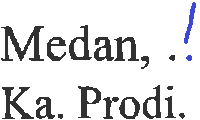 Medan, ..
Ka. Prodi.